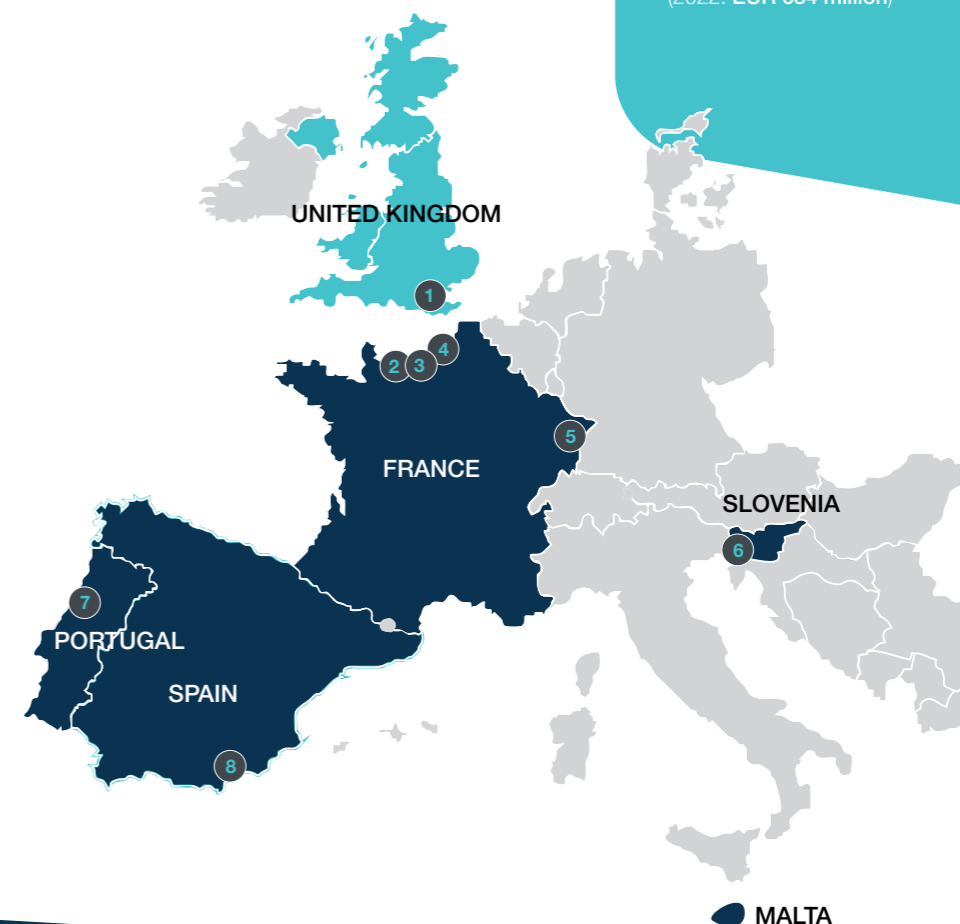 UNITED KINGDOM
1
4
2 3
5
FRANCE
SLOVENIA
6
7
PORTUGAL
SPAIN
8
MALTA